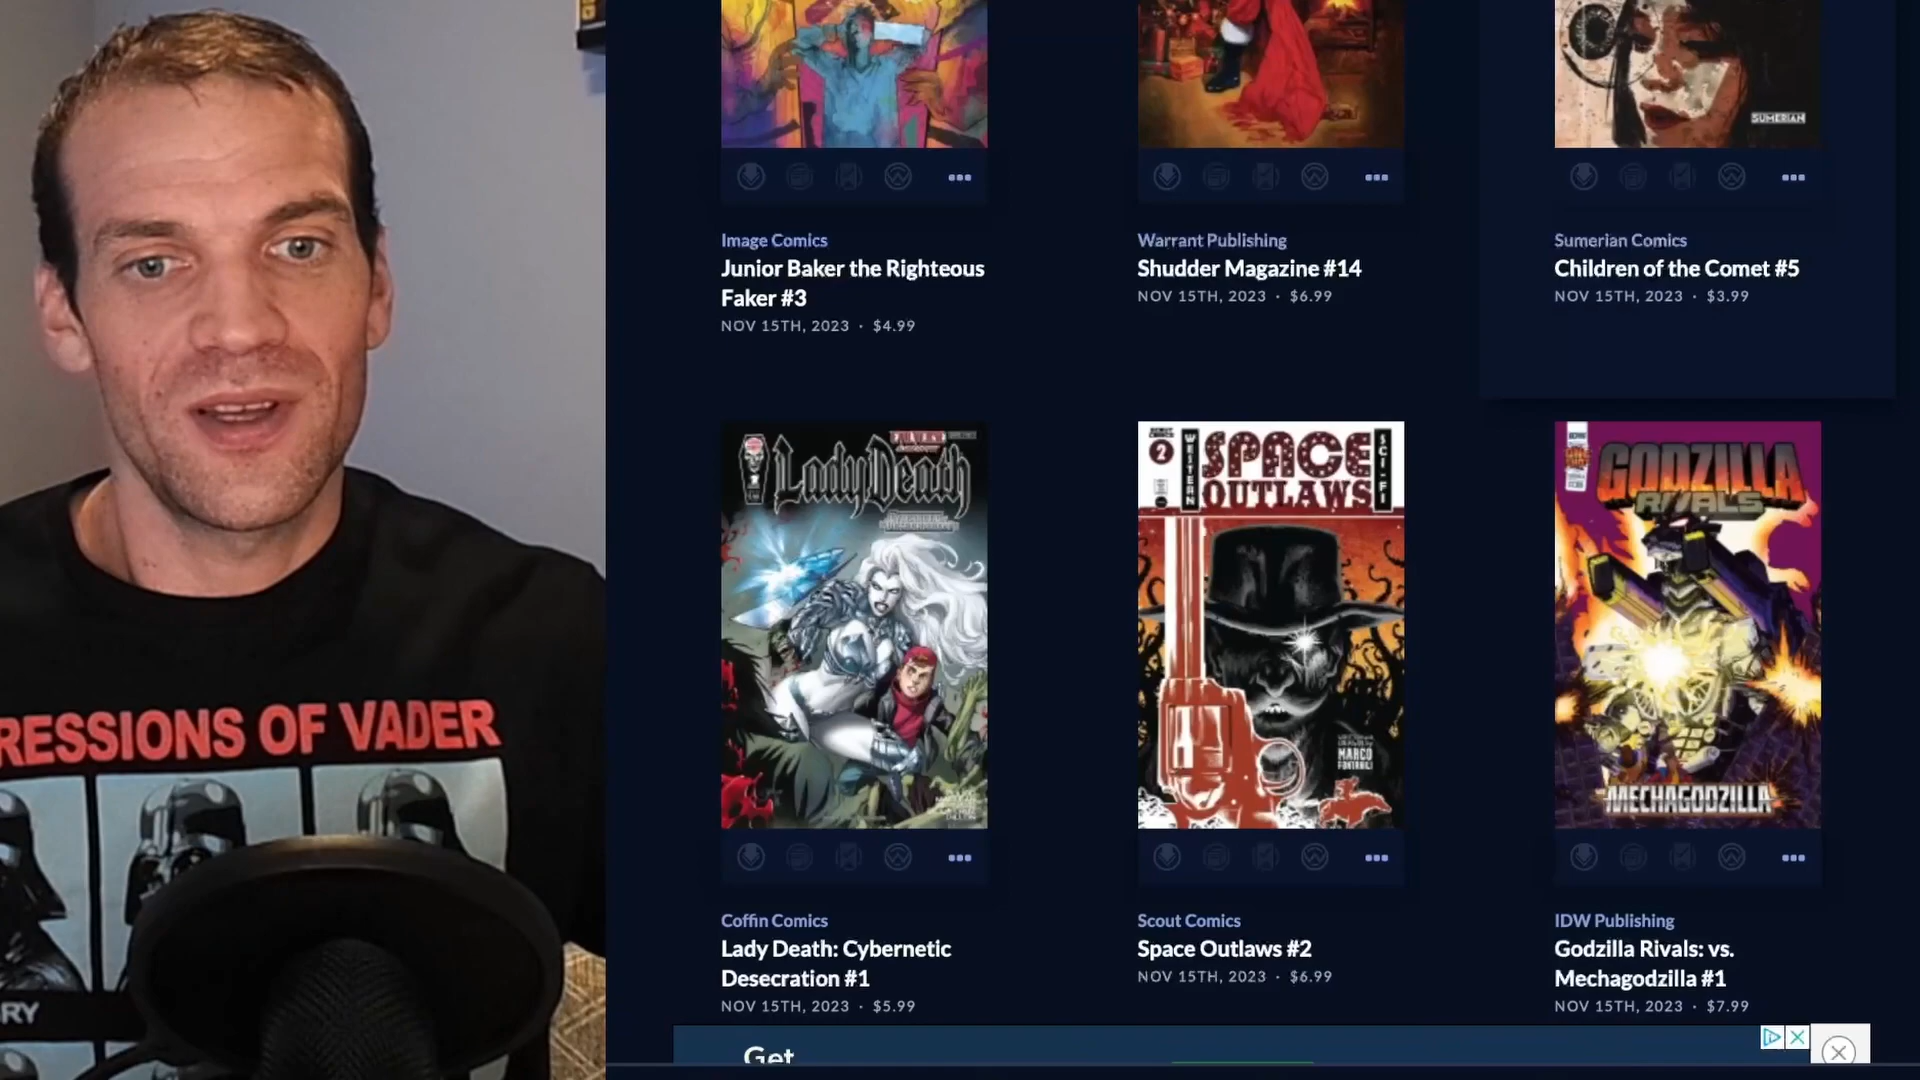 SUMERIAN
Image Comics
Junior Baker the Righteous
Faker #3
NOV 15TH, 2023 · $4.99
Warrant Publishing
Shudder Magazine #14
NOV 15TH, 2023 · $6.99
Sumerian Comics
Children of the Comet #5
NOV 15TH, 2023 · $3.99
Lady Death
2
WESTERN
SPACE
OUTLAWS
SCI-FI
MARCO
GODZILLA
RIVALS
MECHAGODZILLA
Coffin Comics
Lady Death: Cybernetic
Desecration #1
NOV 15TH, 2023 · $5.99
Scout Comics
Space Outlaws #2
NOV 15TH, 2023 · $6.99
IDW Publishing
Godzilla Rivals: vs.
Mechagodzilla #1
NOV 15TH, 2023 · $7.99
Get
RESSIONS OF VADER
RY